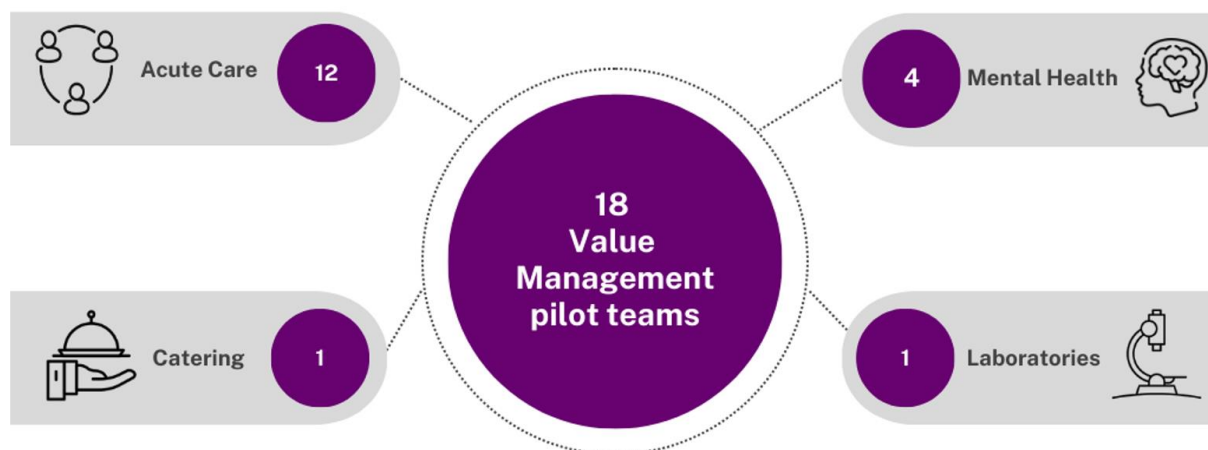 Acute Care
12
4
Mental Health
18
Value
Management
pilot teams
Catering
1
1
Laboratories